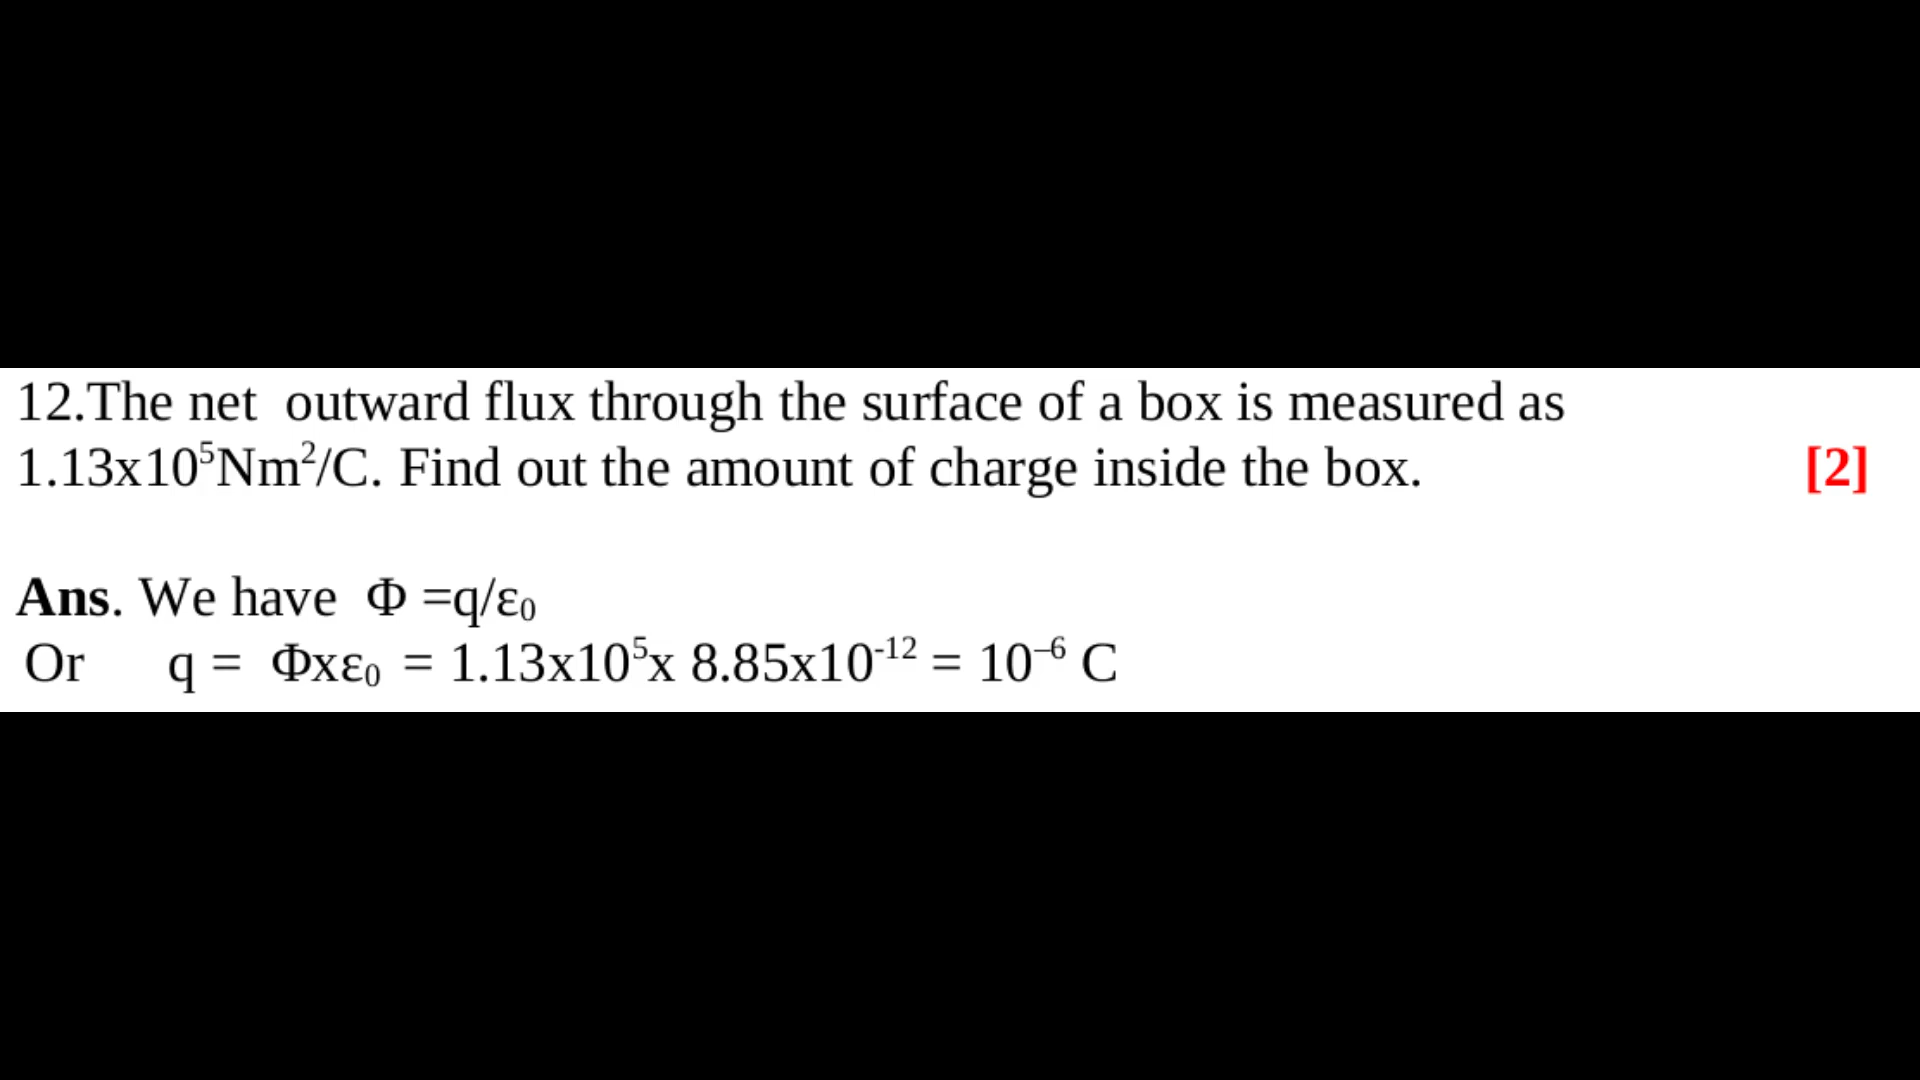 12.The net  outward flux through the surface of a box is measured as
1.13x10⁵Nm²/C. Find out the amount of charge inside the box. [2]
Ans. We have  Φ =q/ε₀
Or q =  Φxε₀  = 1.13x10⁵x 8.85x10⁻¹² = 10⁻⁶ C